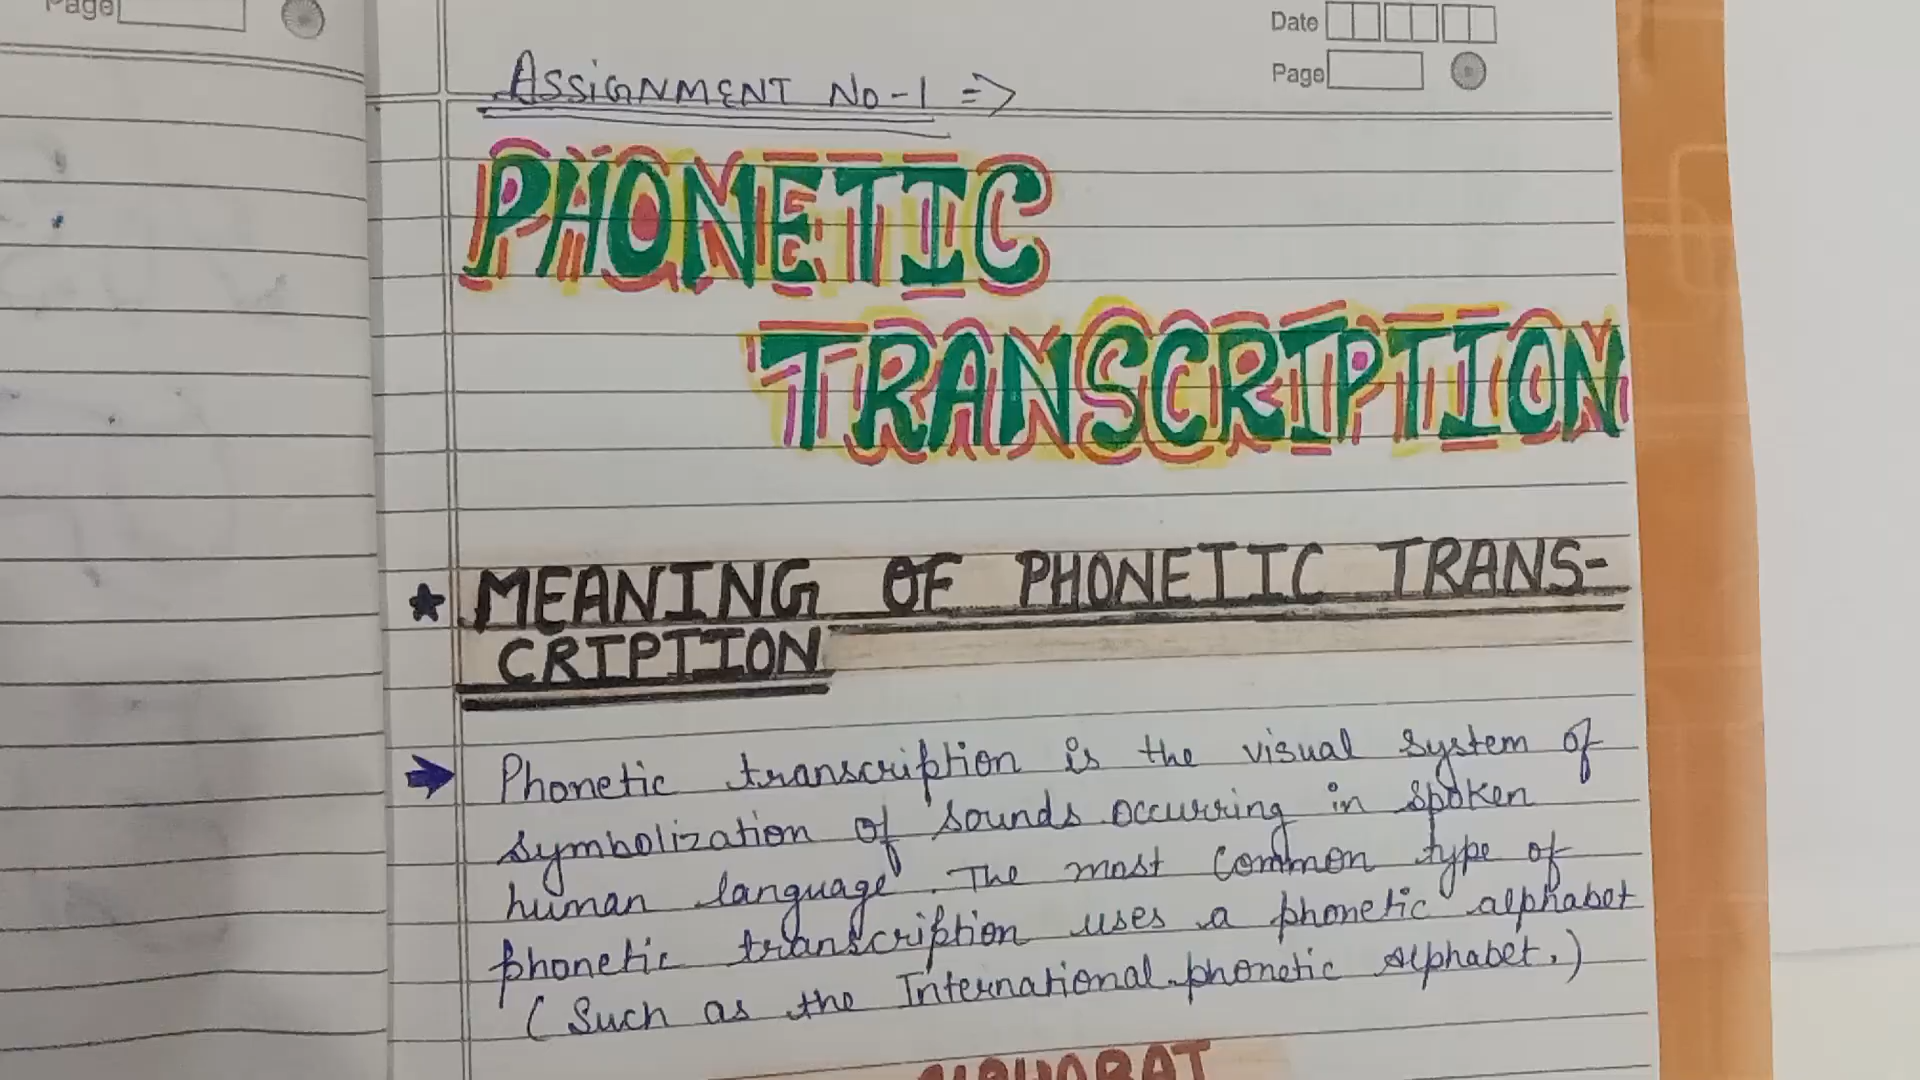 Page
Date
Page
ASSIGNMENT NO-1 =>
PHONETIC
TRANSCRIPTION
★ MEANING OF PHONETIC TRANS-
CRIPTION
➡ Phonetic transcription is the visual system of
symbolization of sounds occurring in spoken
human language. The most common type of
phonetic transcription uses a phonetic alphabet
(Such as the International phonetic Alphabet.)